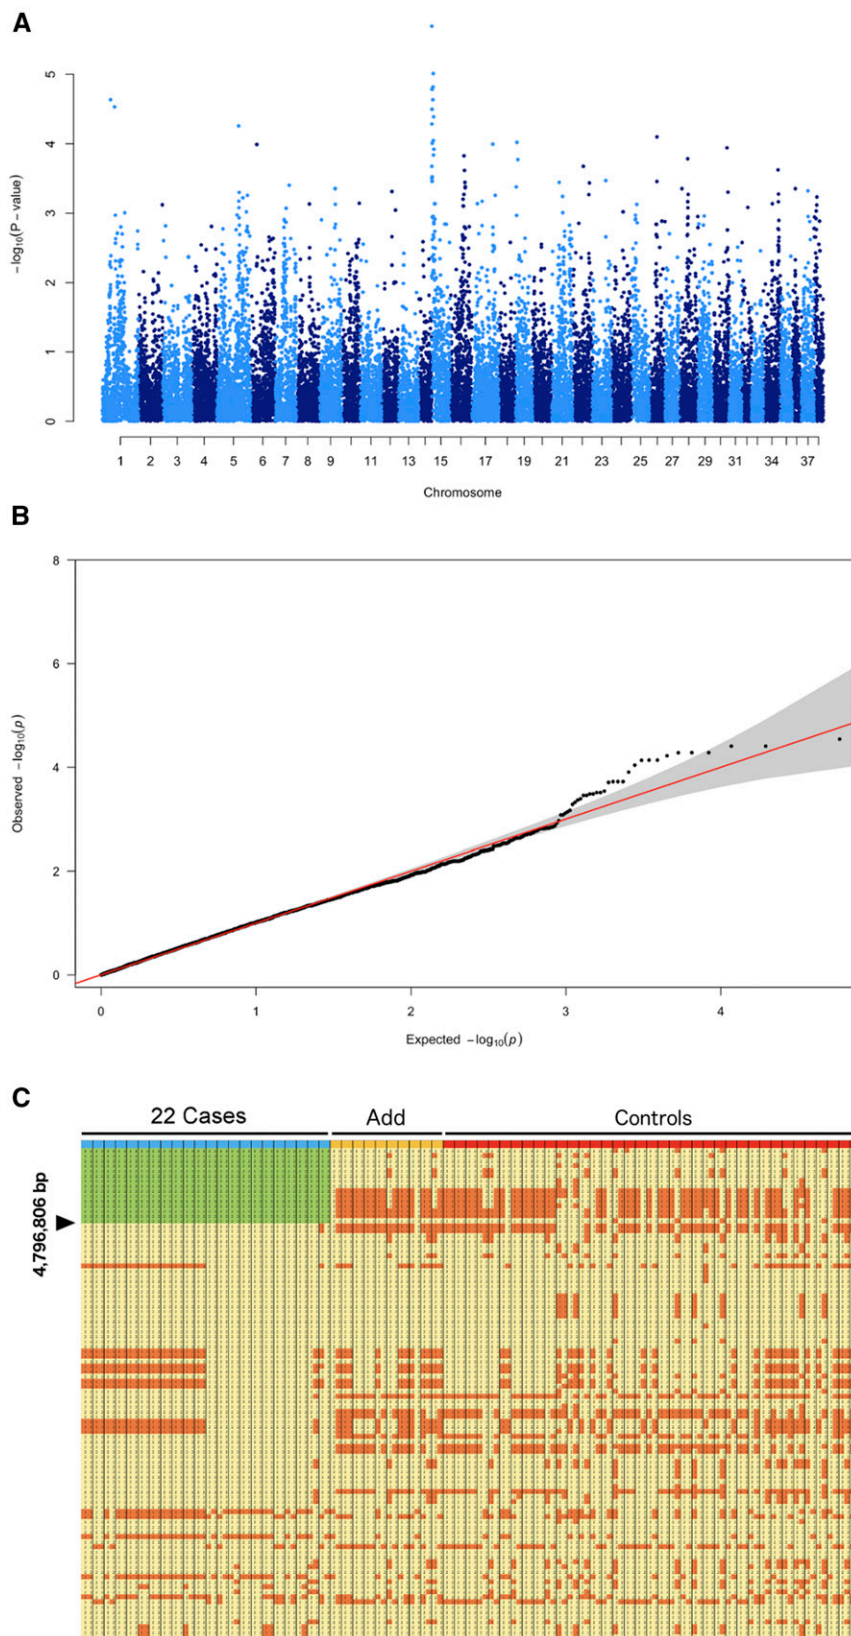 A
−log10(P−value)
5
4
3
2
1
0
1 2 3 4 5 6 7 8 9 11 13 15 17 19 21 23 25 27 29 31 34 37
Chromosome
B
Observed −log10(p)
8
6
4
2
0
0 1 2 3 4
Expected −log10(p)
C
22 Cases Add Controls
4,796,806 bp